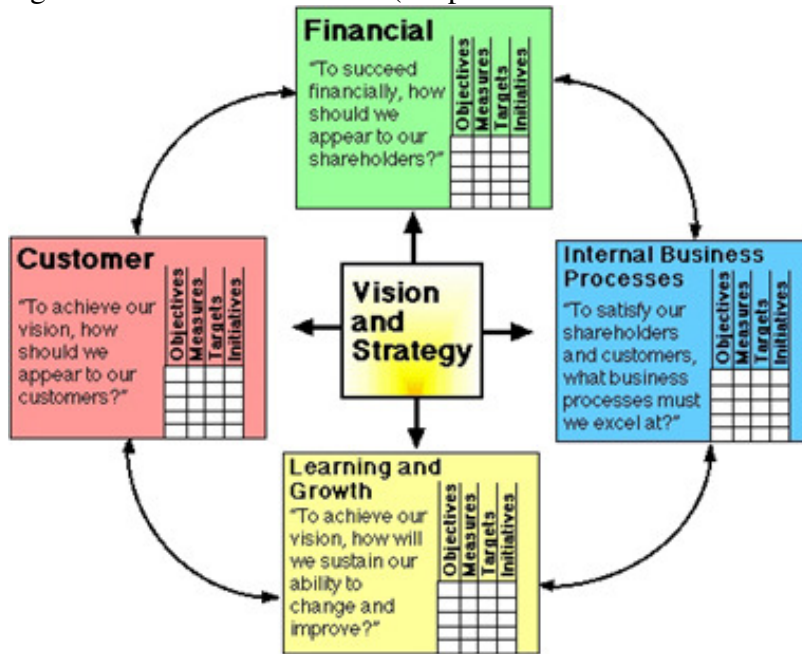 Financial
"To succeed
financially, how
should we
appear to our
shareholders?"
Objectives
Measures
Targets
Initiatives
Customer
"To achieve our
vision, how
should we
appear to our
customers?"
Objectives
Measures
Targets
Initiatives
Vision
and
Strategy
Internal Business
Processes
"To satisfy our
shareholders
and customers,
what business
processes must
we excel at?"
Objectives
Measures
Targets
Initiatives
Learning and
Growth
"To achieve our
vision, how will
we sustain our
ability to
change and
improve?"
Objectives
Measures
Targets
Initiatives